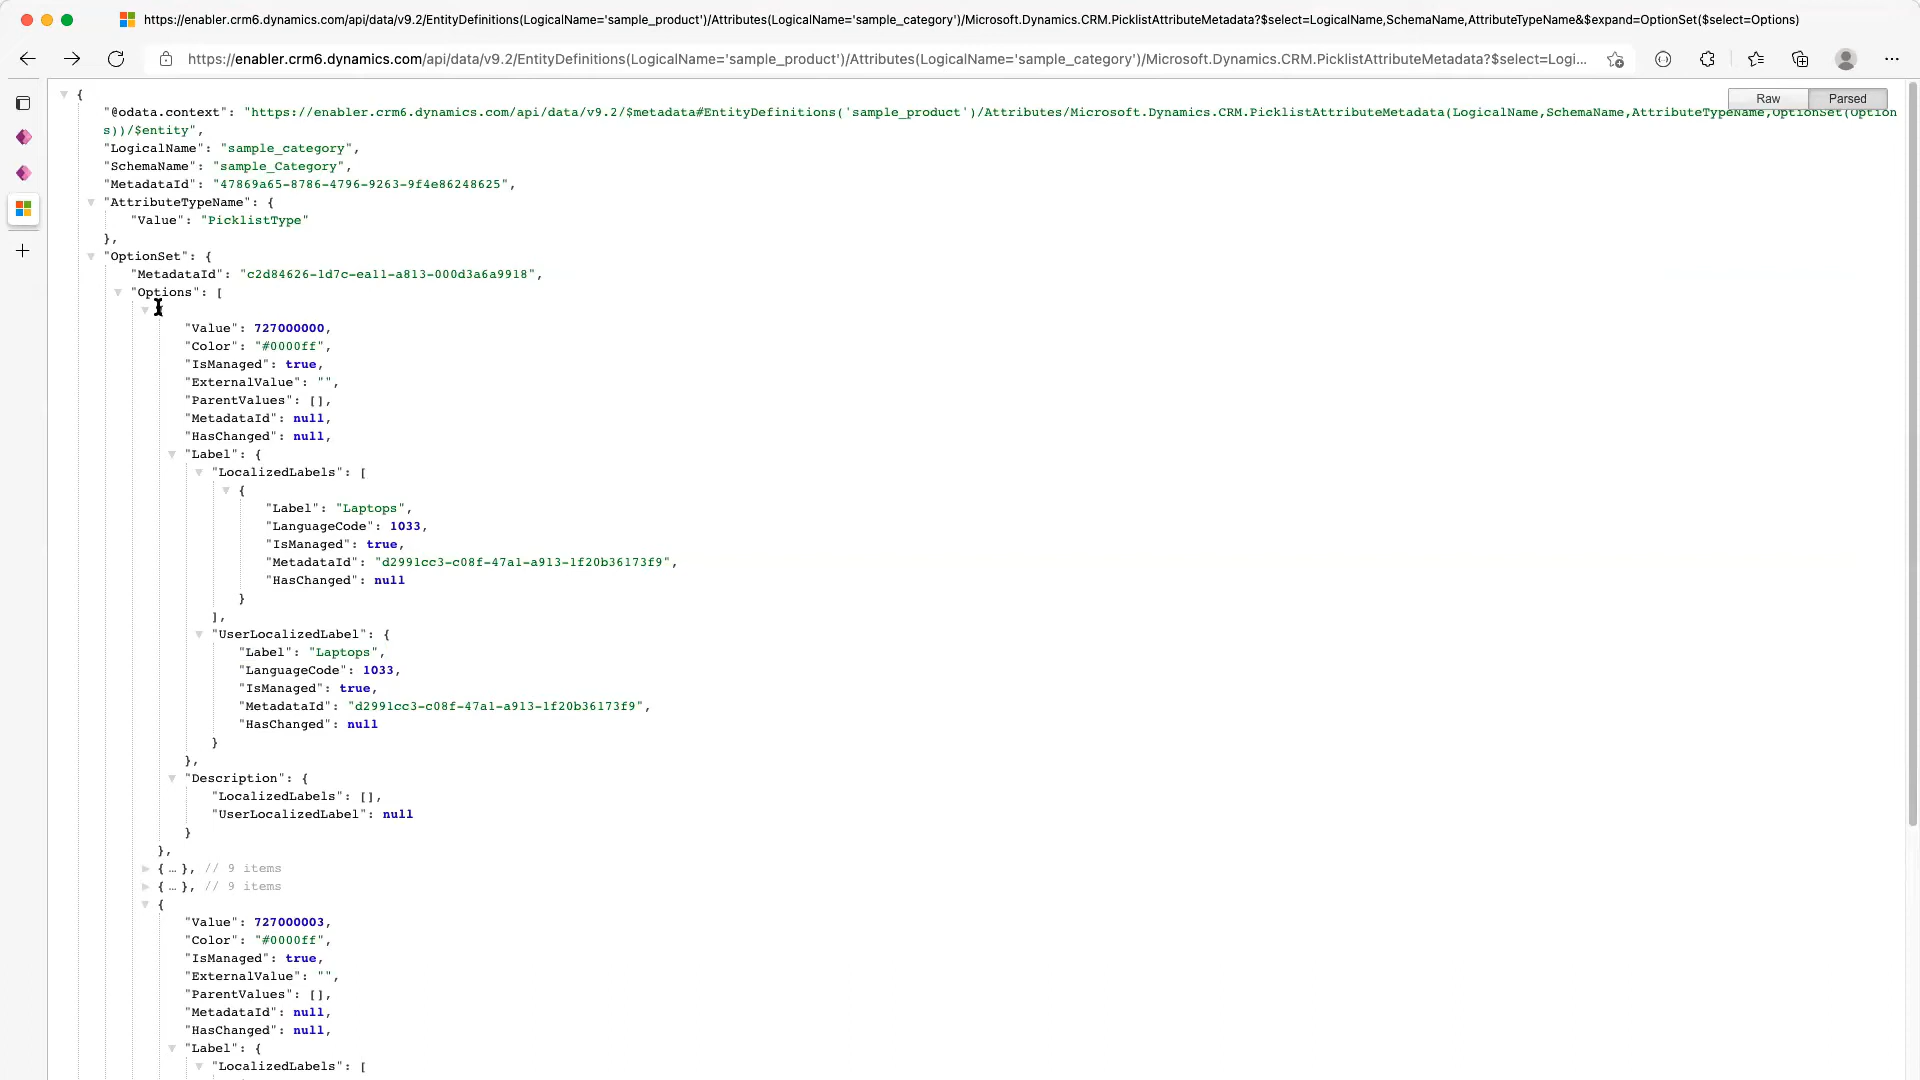 https://enabler.crm6.dynamics.com/api/data/v9.2/EntityDefinitions(LogicalName='sample_product')/Attributes(LogicalName='sample_category')/Microsoft.Dynamics.CRM.PicklistAttributeMetadata?$select=LogicalName,SchemaName,AttributeTypeName&$expand=OptionSet($select=Options)
https://enabler.crm6.dynamics.com/api/data/v9.2/EntityDefinitions(LogicalName='sample_product')/Attributes(LogicalName='sample_category')/Microsoft.Dynamics.CRM.PicklistAttributeMetadata?$select=Logi...
{
Raw Parsed
"@odata.context": "https://enabler.crm6.dynamics.com/api/data/v9.2/$metadata#EntityDefinitions('sample_product')/Attributes/Microsoft.Dynamics.CRM.PicklistAttributeMetadata(LogicalName,SchemaName,AttributeTypeName,OptionSet(Option
s))/$entity",
"LogicalName": "sample_category",
"SchemaName": "sample_Category",
"MetadataId": "47869a65-8786-4796-9263-9f4e86248625",
"AttributeTypeName": {
"Value": "PicklistType"
},
"OptionSet": {
"MetadataId": "c2d84626-1d7c-ea11-a813-000d3a6a9918",
"Options": [
"Value": 727000000,
"Color": "#0000ff",
"IsManaged": true,
"ExternalValue": "",
"ParentValues": [],
"MetadataId": null,
"HasChanged": null,
"Label": {
"LocalizedLabels": [
{
"Label": "Laptops",
"LanguageCode": 1033,
"IsManaged": true,
"MetadataId": "d2991cc3-c08f-47a1-a913-1f20b36173f9",
"HasChanged": null
}
],
"UserLocalizedLabel": {
"Label": "Laptops",
"LanguageCode": 1033,
"IsManaged": true,
"MetadataId": "d2991cc3-c08f-47a1-a913-1f20b36173f9",
"HasChanged": null
}
},
"Description": {
"LocalizedLabels": [],
"UserLocalizedLabel": null
}
},
{…}, // 9 items
{…}, // 9 items
{
"Value": 727000003,
"Color": "#0000ff",
"IsManaged": true,
"ExternalValue": "",
"ParentValues": [],
"MetadataId": null,
"HasChanged": null,
"Label": {
"LocalizedLabels": [